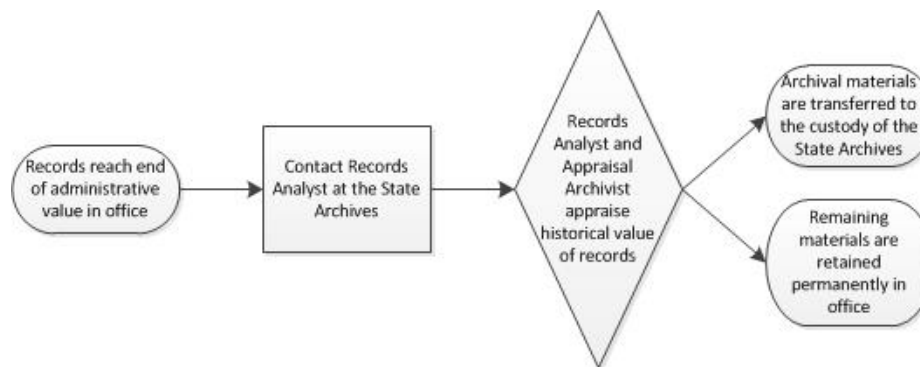 Records reach end
of administrative
value in office
Contact Records
Analyst at the State
Archives
Records
Analyst and
Appraisal
Archivist
appraise
historical value
of records
Archival materials
are transferred to
the custody of the
State Archives
Remaining
materials are
retained
permanently in
office